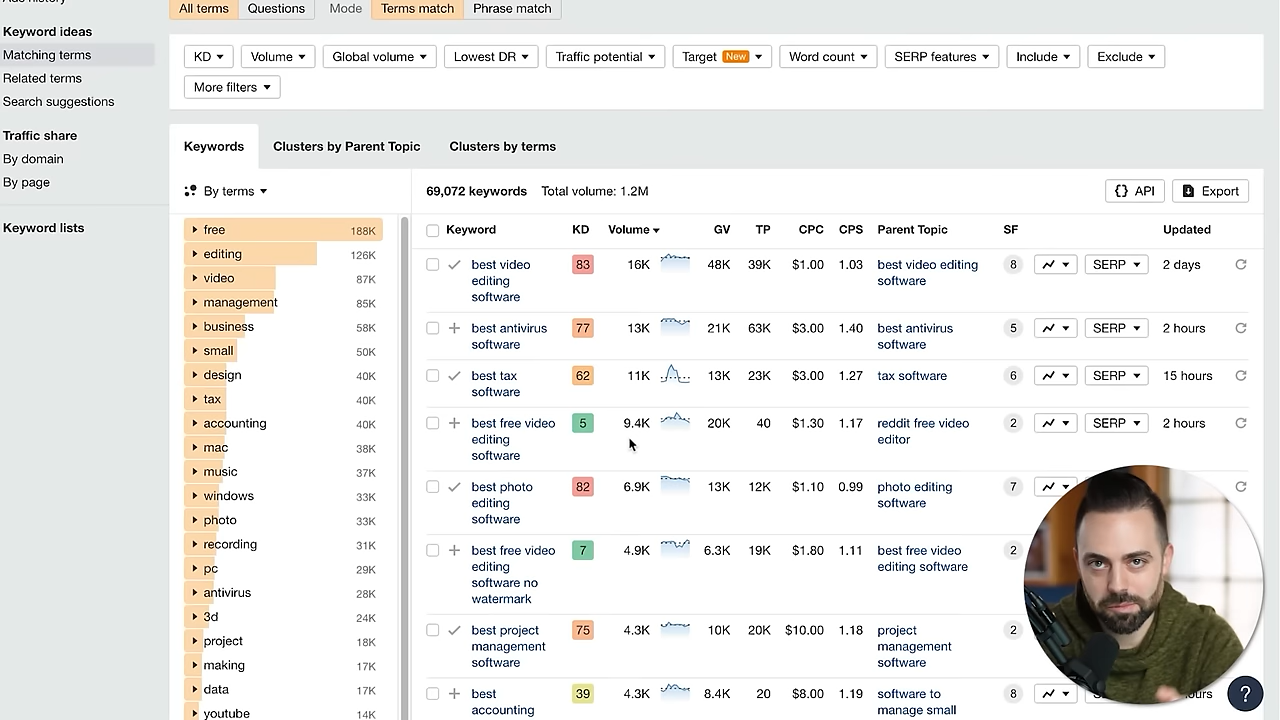 All terms
Questions
Mode
Terms match
Phrase match
Keyword ideas
Matching terms
Related terms
Search suggestions
Traffic share
By domain
By page
Keyword lists
KD
Volume
Global volume
Lowest DR
Traffic potential
Target New
Word count
SERP features
Include
Exclude
More filters
Keywords
Clusters by Parent Topic
Clusters by terms
By terms
free 188K
editing 126K
video 87K
management 85K
business 58K
small 50K
design 40K
tax 40K
accounting 40K
mac 38K
music 37K
windows 33K
photo 33K
recording 31K
pc 29K
antivirus 28K
3d 24K
project 18K
making 17K
data 17K
youtube 14K
69,072 keywords Total volume: 1.2M
{} API
Export
Keyword KD Volume GV TP CPC CPS Parent Topic SF Updated
best video 83 16K 48K 39K $1.00 1.03 best video editing 8 SERP 2 days
editing software
software
best antivirus 77 13K 21K 63K $3.00 1.40 best antivirus 5 SERP 2 hours
software software
best tax 62 11K 13K 23K $3.00 1.27 tax software 6 SERP 15 hours
software
best free video 5 9.4K 20K 40 $1.30 1.17 reddit free video 2 SERP 2 hours
editing editor
software
best photo 82 6.9K 13K 12K $1.10 0.99 photo editing 7
editing software
software
best free video 7 4.9K 6.3K 19K $1.80 1.11 best free video 2
editing editing software
software no
watermark
best project 75 4.3K 10K 20K $10.00 1.18 project 2
management management
software software
best 39 4.3K 8.4K 20 $8.00 1.19 software to 8
accounting manage small
?